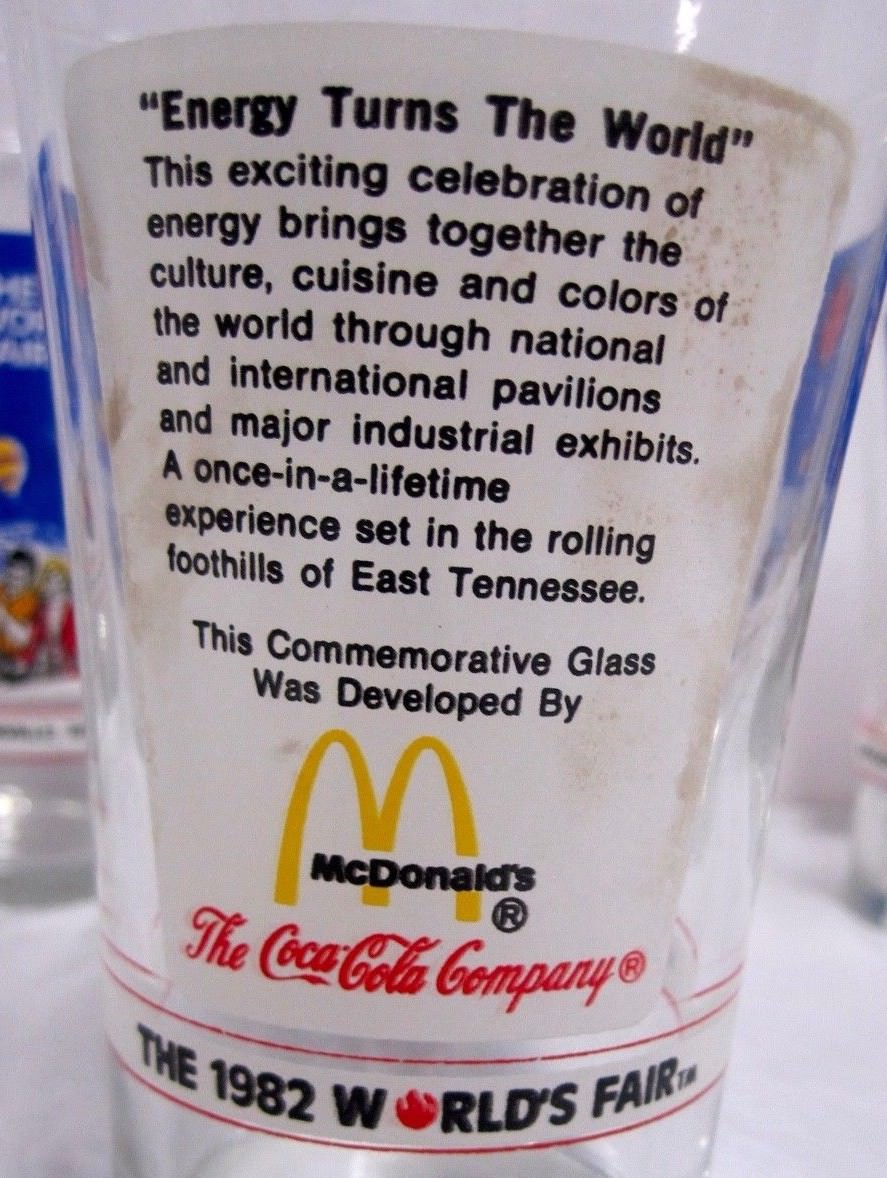 "Energy Turns The World"
This exciting celebration of
energy brings together the
culture, cuisine and colors of
the world through national
and international pavilions
and major industrial exhibits.
A once-in-a-lifetime
experience set in the rolling
foothills of East Tennessee.
This Commemorative Glass
Was Developed By
McDonald's
®
The Coca-Cola Company®
THE 1982 W RLD'S FAIR™